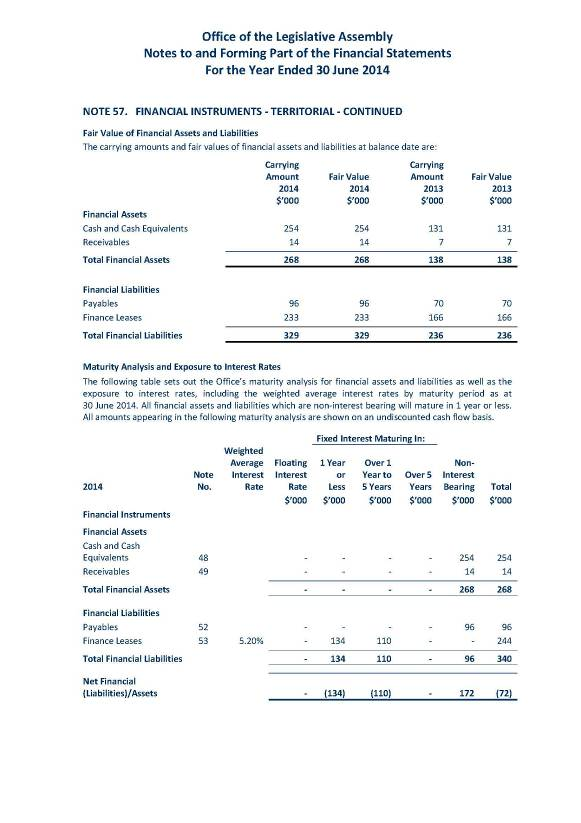 Office of the Legislative Assembly
Notes to and Forming Part of the Financial Statements
For the Year Ended 30 June 2014
NOTE 57. FINANCIAL INSTRUMENTS - TERRITORIAL - CONTINUED
Fair Value of Financial Assets and Liabilities
The carrying amounts and fair values of financial assets and liabilities at balance date are:
Carrying Carrying
Amount Fair Value Amount Fair Value
2014 2014 2013 2013
$'000 $'000 $'000 $'000
Financial Assets
Cash and Cash Equivalents 254 254 131 131
Receivables 14 14 7 7
Total Financial Assets 268 268 138 138
Financial Liabilities
Payables 96 96 70 70
Finance Leases 233 233 166 166
Total Financial Liabilities 329 329 236 236
Maturity Analysis and Exposure to Interest Rates
The following table sets out the Office's maturity analysis for financial assets and liabilities as well as the
exposure to interest rates, including the weighted average interest rates by maturity period as at
30 June 2014. All financial assets and liabilities which are non-interest bearing will mature in 1 year or less.
All amounts appearing in the following maturity analysis are shown on an undiscounted cash flow basis.
Fixed Interest Maturing In:
Weighted
Average Floating 1 Year Over 1 Non-
Note Interest Interest or Year to Over 5 Interest
2014 No. Rate Rate Less 5 Years Years Bearing Total
$'000 $'000 $'000 $'000 $'000 $'000
Financial Instruments
Financial Assets
Cash and Cash
Equivalents 48 - - - - 254 254
Receivables 49 - - - - 14 14
Total Financial Assets - - - - 268 268
Financial Liabilities
Payables 52 - - - - 96 96
Finance Leases 53 5.20% - 134 110 - - 244
Total Financial Liabilities - 134 110 - 96 340
Net Financial
(Liabilities)/Assets - (134) (110) - 172 (72)